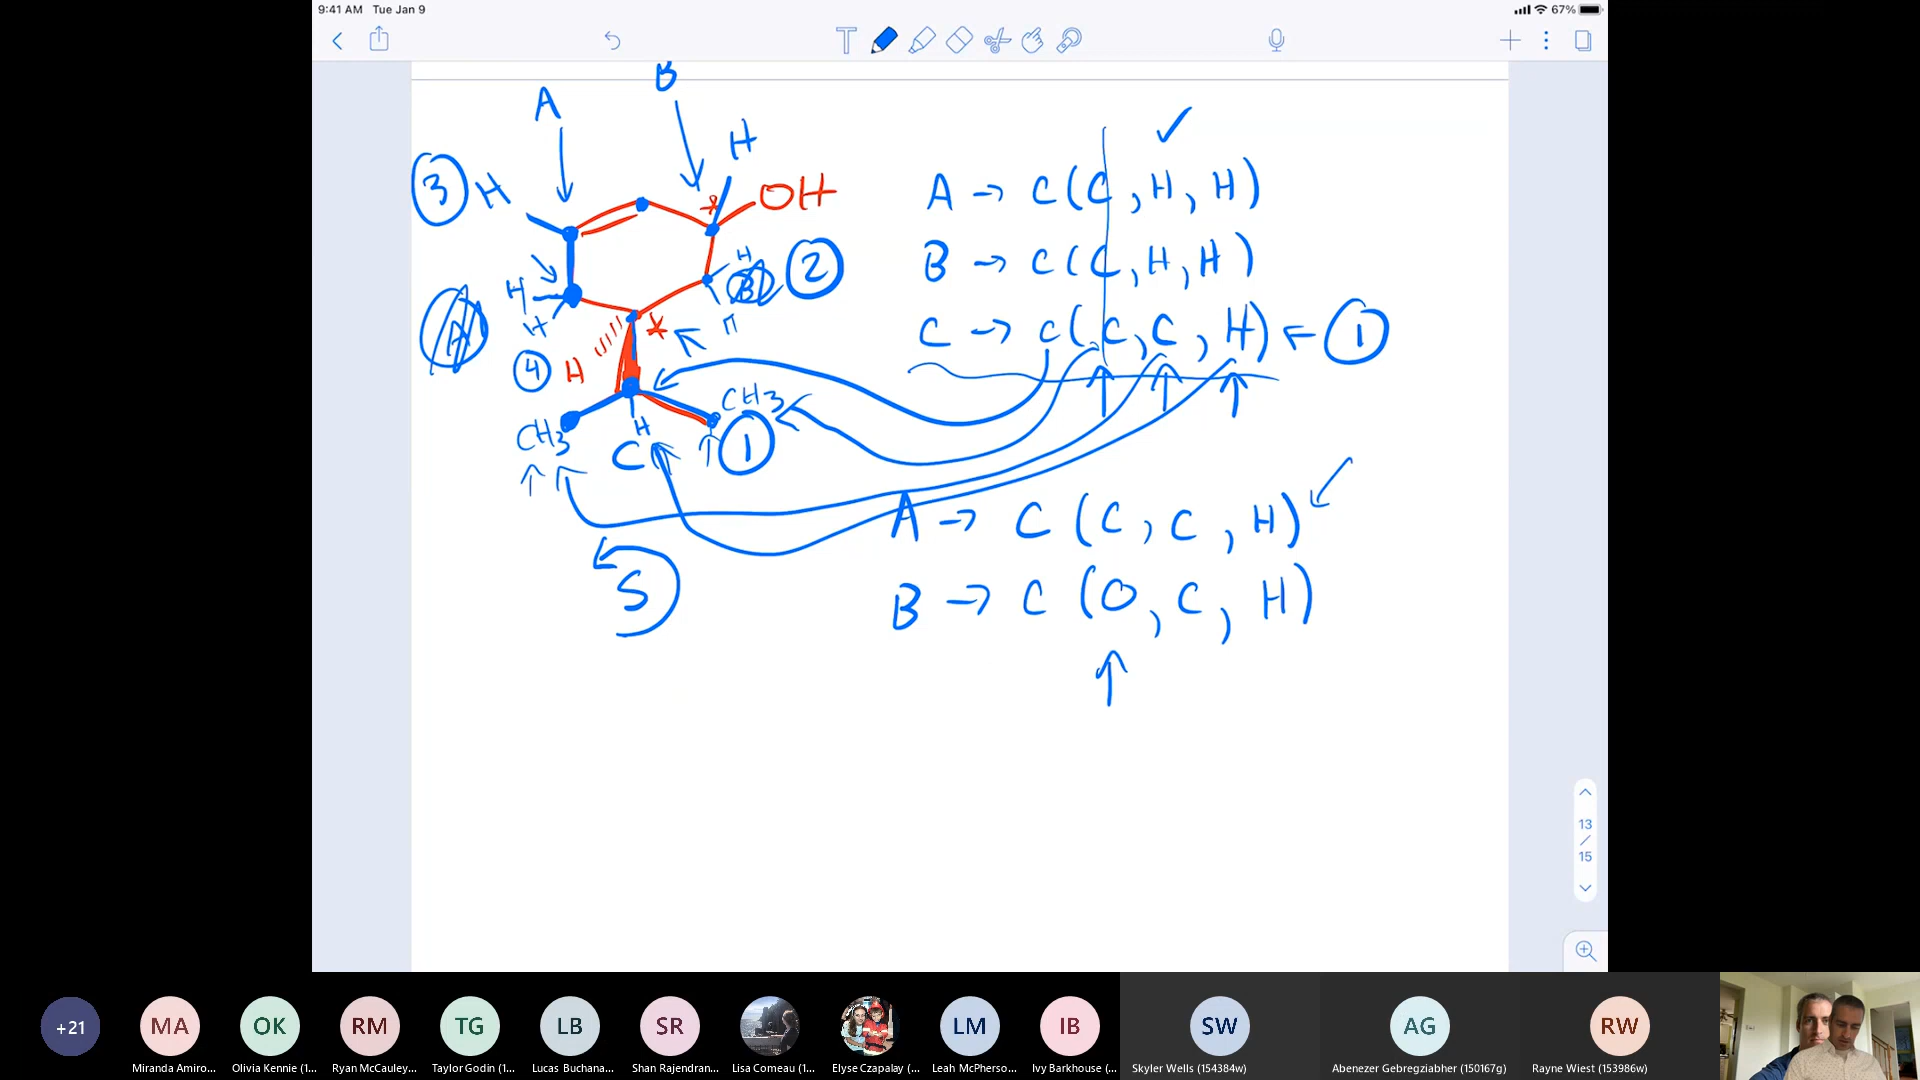 9:41 AM Tue Jan 9
67%
T
B
A
H
3 H
OH
A → C(C, H, H)
B → C(C, H, H)
C → C(C, C, H) ← 1
H
B 2
H
A
H
4 H
CH3
CH3
H
C
1
S
A → C (C, C, H)
B → C (O, C, H)
13
/
15
+21
MA
OK
RM
TG
LB
SR
LM
IB
SW
AG
RW
Miranda Amiro...
Olivia Kennie (1...
Ryan McCauley...
Taylor Godin (1...
Lucas Buchana...
Shan Rajendran...
Lisa Comeau (1...
Elyse Czapalay (...
Leah McPherso...
Ivy Barkhouse (...
Skyler Wells (154384w)
Abenezer Gebregziabher (150167g)
Rayne Wiest (153986w)